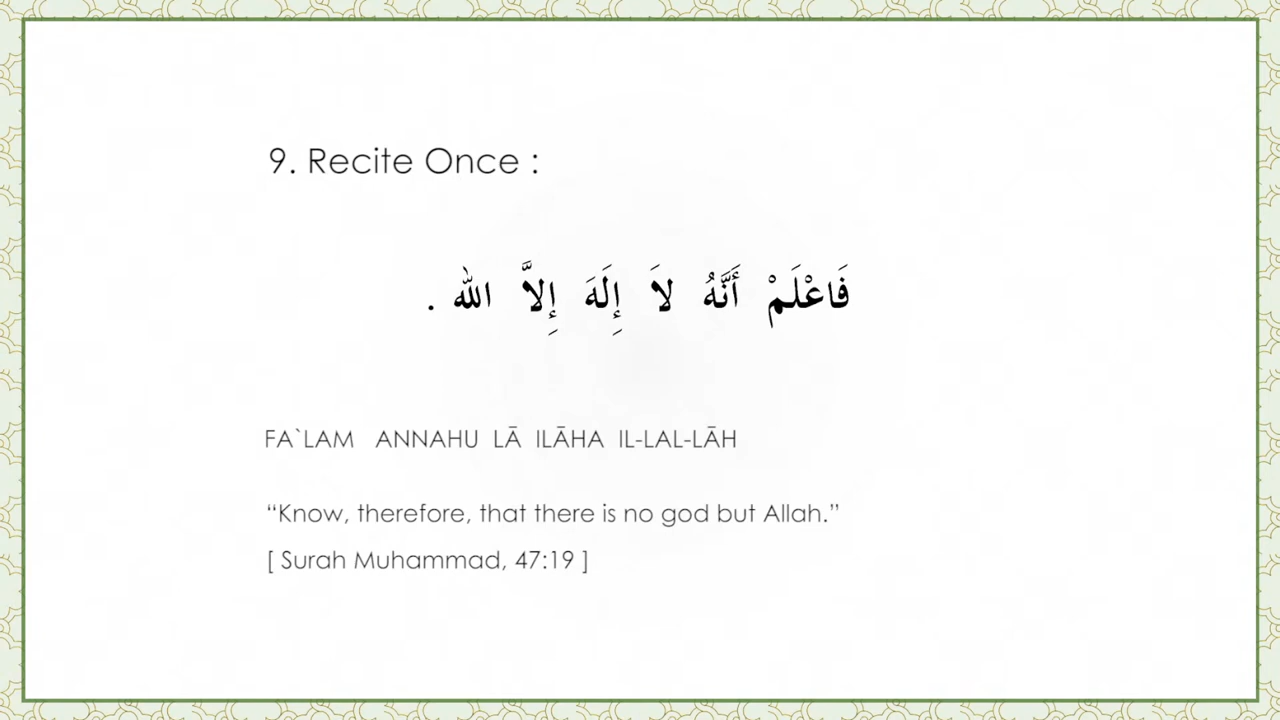 9. Recite Once :
فَاعْلَمْ أَنَّهُ لاَ إِلَهَ إِلاَّ الله .
FA`LAM ANNAHU LĀ ILĀHA IL-LAL-LĀH
“Know, therefore, that there is no god but Allah.”
[ Surah Muhammad, 47:19 ]